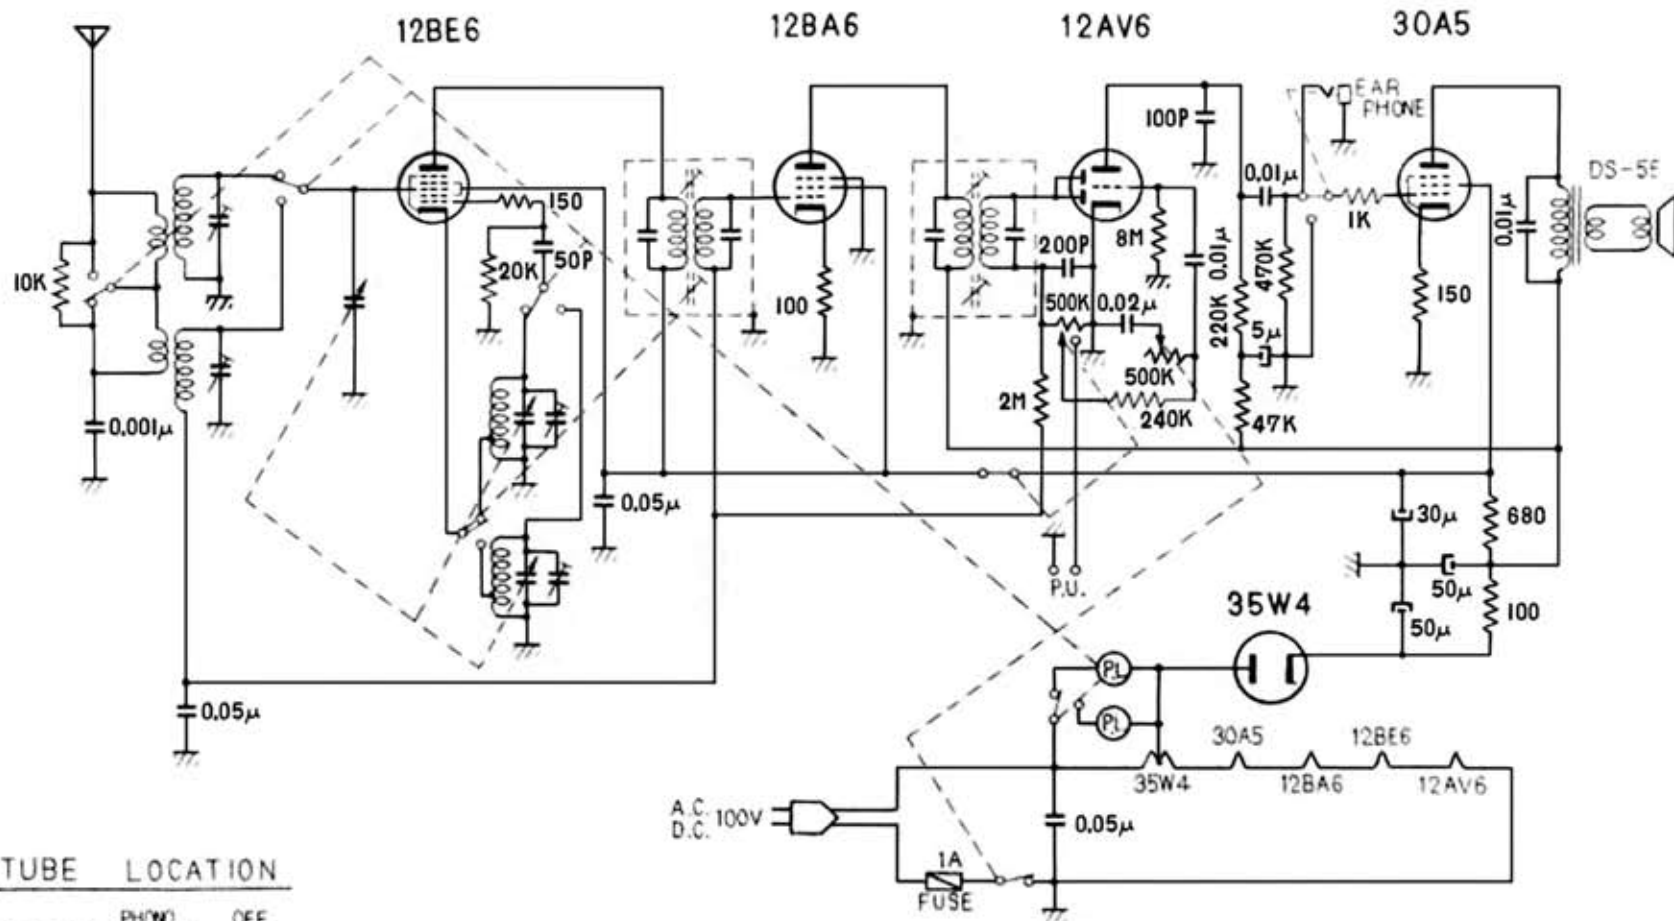 12BE6
12BA6
12AV6
30A5
EAR
PHONE
100P
DS-55
150
0.01μ
1K
0.01μ
8M
200P
0.01μ
10K
20K
50P
470K
220K
150
100
500K
0.02μ
5μ
500K
2M
240K
47K
0.001μ
0.05μ
30μ
680
P.U.
50μ
35W4
50μ
100
P.L
0.05μ
P.L
30A5
12BE6
35W4
12BA6
12AV6
A.C.
D.C. 100V
0.05μ
1A
FUSE
TUBE LOCATION
PHONO OFF